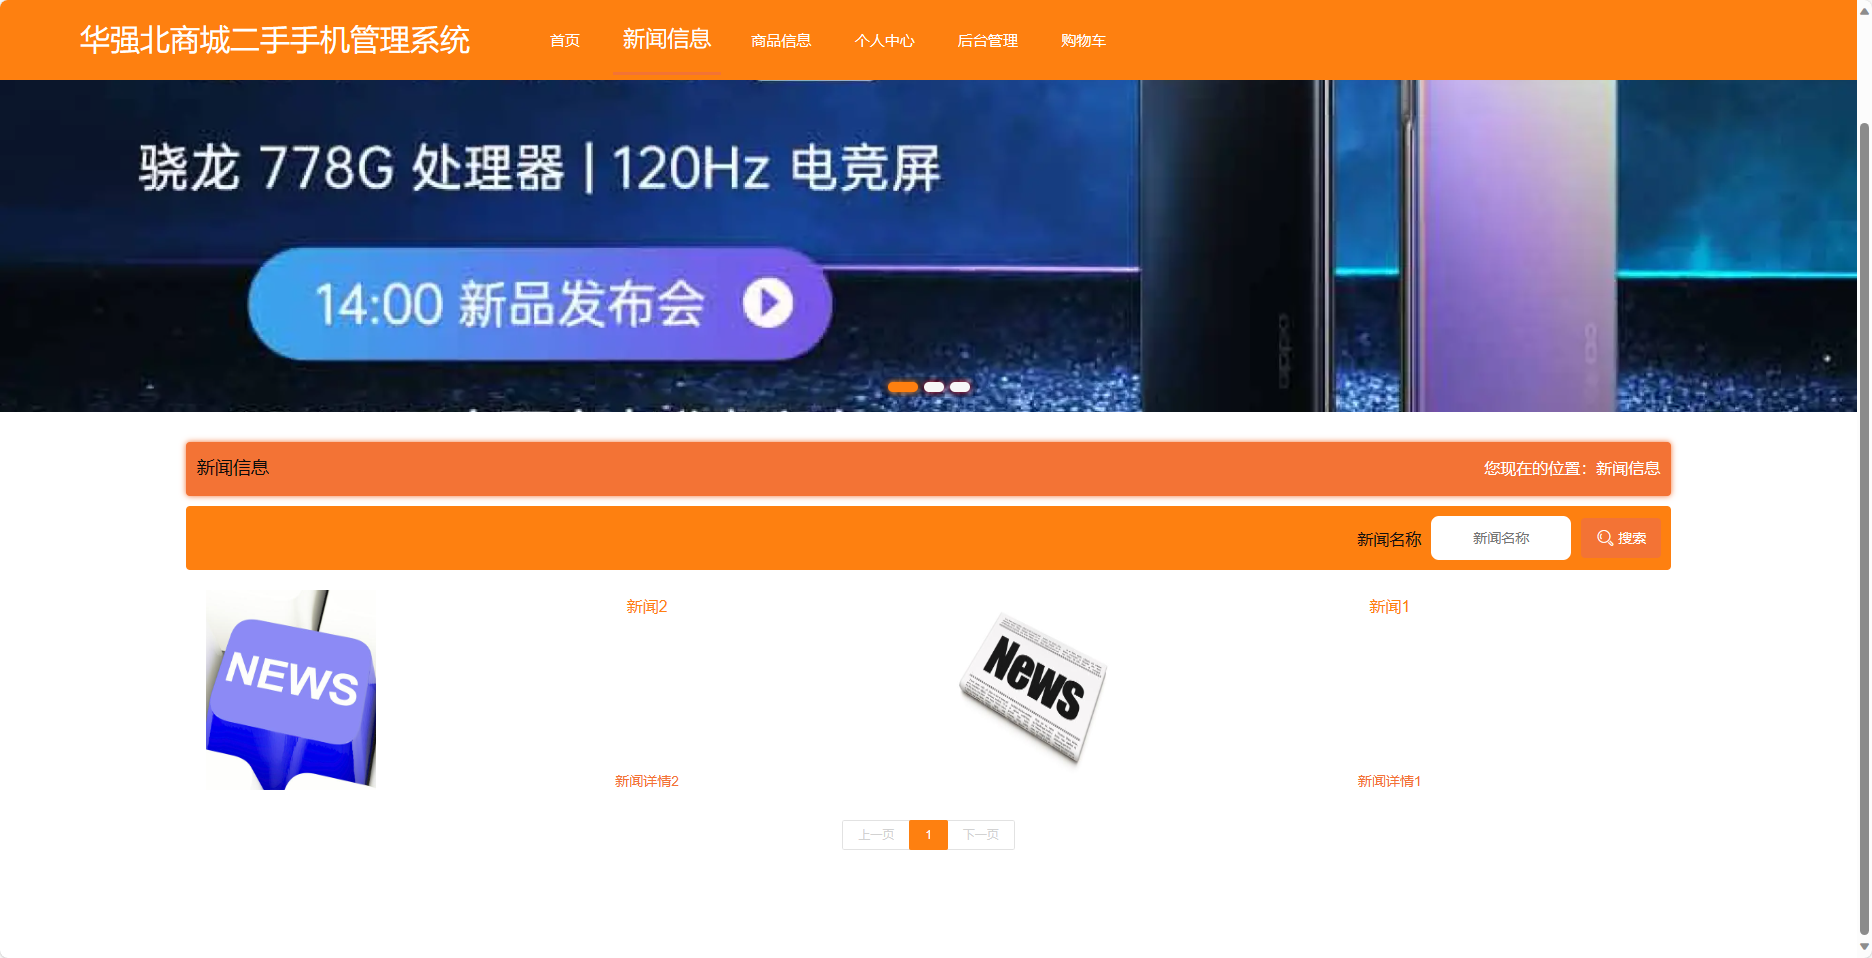 华强北商城二手手机管理系统
首页 新闻信息 商品信息 个人中心 后台管理 购物车
骁龙 778G 处理器 | 120Hz 电竞屏
14:00 新品发布会
oppo
新闻信息 您现在的位置：新闻信息
新闻名称 新闻名称 搜索
NEWS
新闻2
新闻详情2
News
新闻1
新闻详情1
上一页 1 下一页